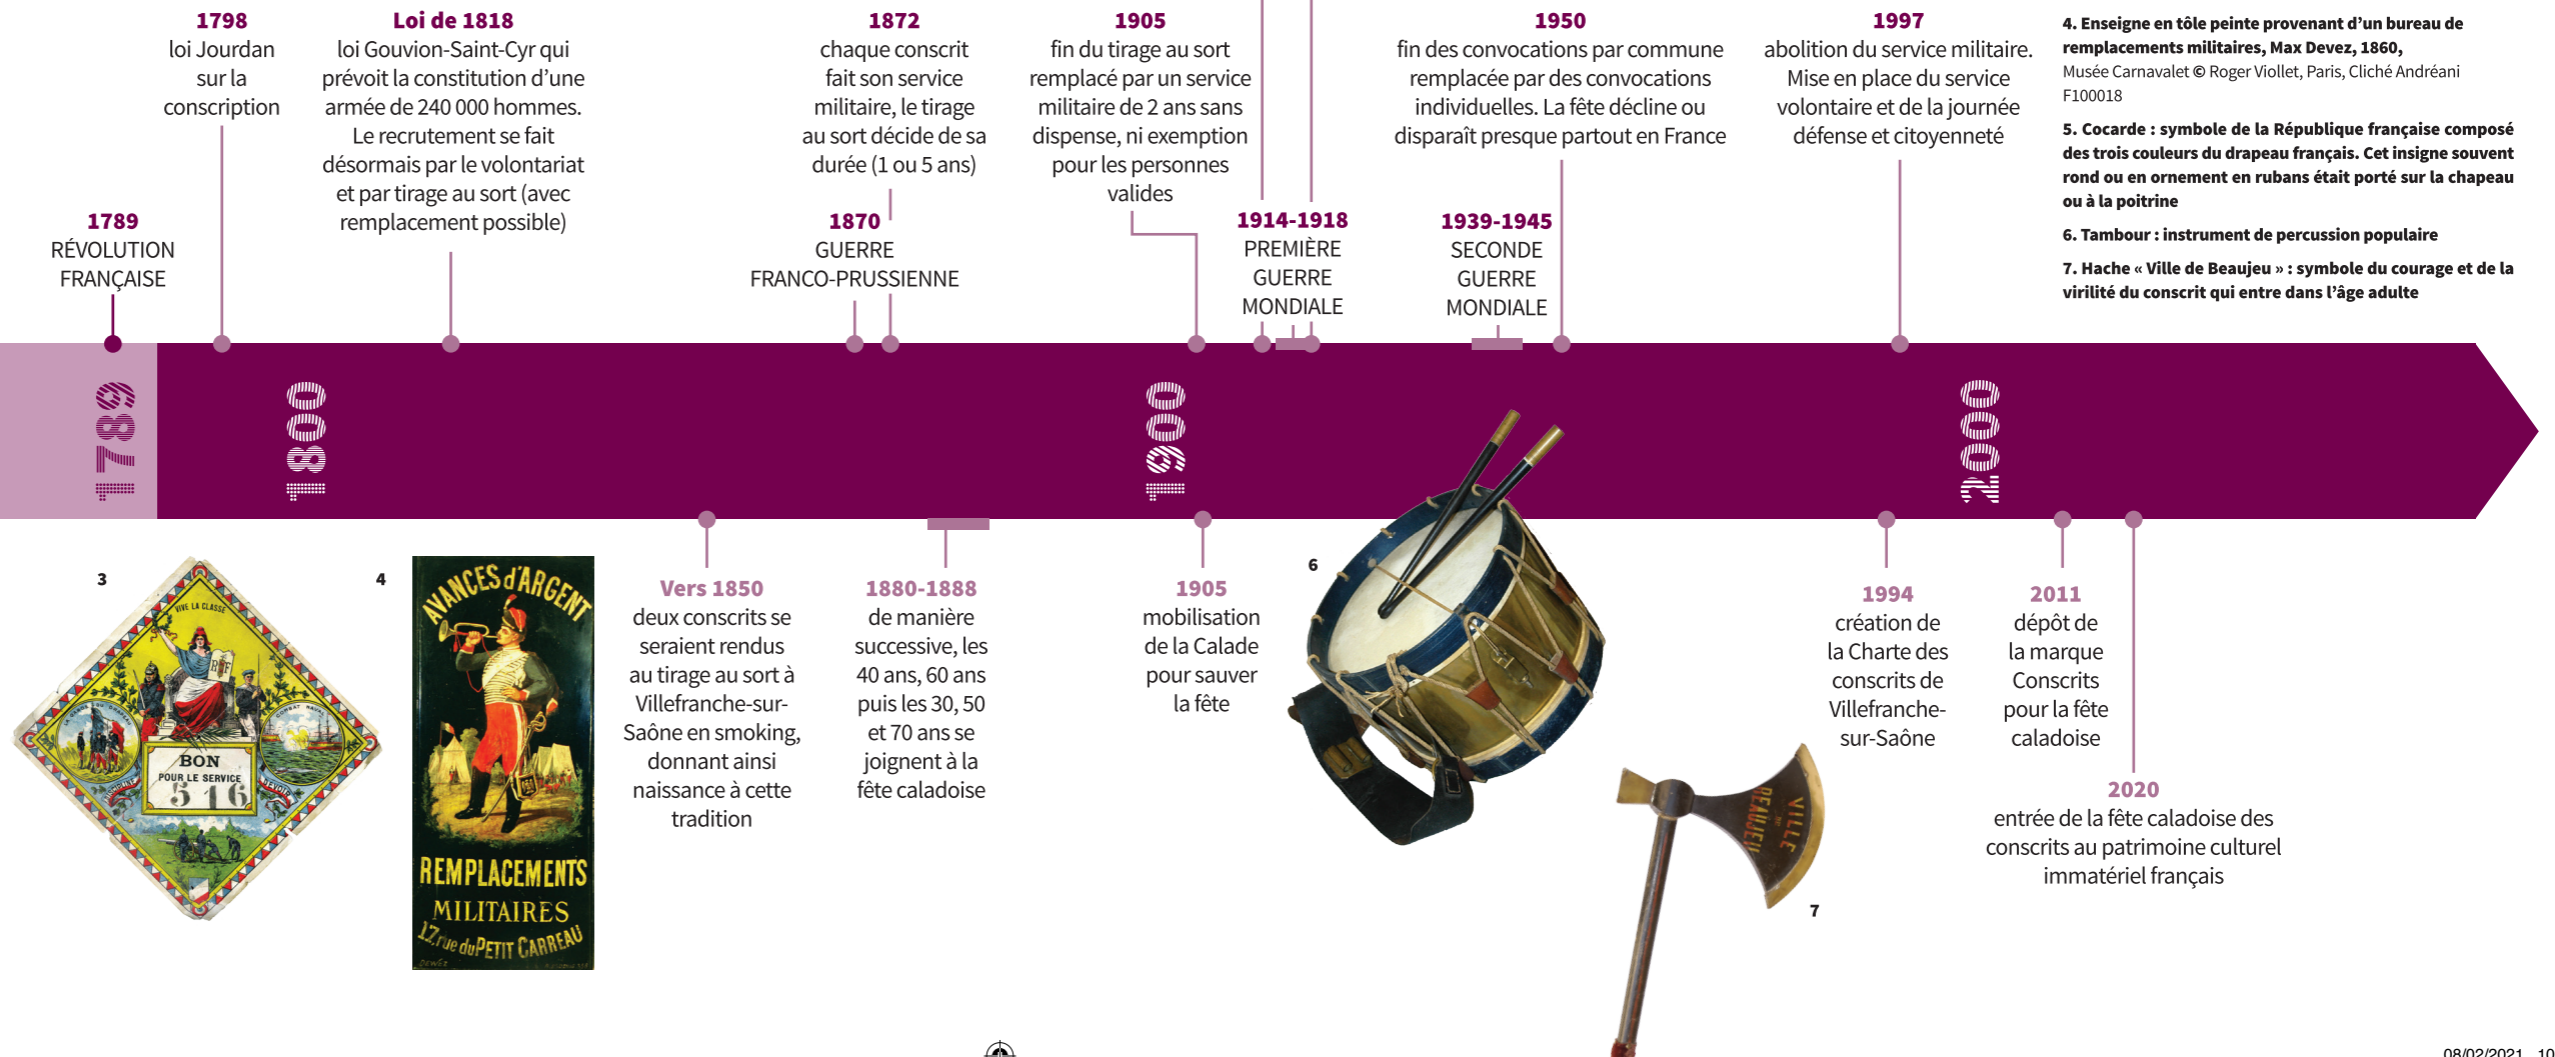 1798
loi Jourdan
sur la
conscription
Loi de 1818
loi Gouvion-Saint-Cyr qui
prévoit la constitution d’une
armée de 240 000 hommes.
Le recrutement se fait
désormais par le volontariat
et par tirage au sort (avec
remplacement possible)
1872
chaque conscrit
fait son service
militaire, le tirage
au sort décide de sa
durée (1 ou 5 ans)
1905
fin du tirage au sort
remplacé par un service
militaire de 2 ans sans
dispense, ni exemption
pour les personnes
valides
1950
fin des convocations par commune
remplacée par des convocations
individuelles. La fête décline ou
disparaît presque partout en France
1997
abolition du service militaire.
Mise en place du service
volontaire et de la journée
défense et citoyenneté
4. Enseigne en tôle peinte provenant d’un bureau de
remplacements militaires, Max Devez, 1860,
Musée Carnavalet © Roger Viollet, Paris, Cliché Andréani
F100018
5. Cocarde : symbole de la République française composé
des trois couleurs du drapeau français. Cet insigne souvent
rond ou en ornement en rubans était porté sur la chapeau
ou à la poitrine
6. Tambour : instrument de percussion populaire
7. Hache « Ville de Beaujeu » : symbole du courage et de la
virilité du conscrit qui entre dans l’âge adulte
1789
RÉVOLUTION
FRANÇAISE
1870
GUERRE
FRANCO-PRUSSIENNE
1914-1918
PREMIÈRE
GUERRE
MONDIALE
1939-1945
SECONDE
GUERRE
MONDIALE
1789
1800
1900
2000
3
VIVE LA CLASSE
RF
COMBAT NAVAL
BON
POUR LE SERVICE
516
DISCIPLINE
DEVOIR
4
AVANCES d'ARGENT
REMPLACEMENTS
MILITAIRES
17, rue du PETIT CARREAU
Vers 1850
deux conscrits se
seraient rendus
au tirage au sort à
Villefranche-sur-
Saône en smoking,
donnant ainsi
naissance à cette
tradition
1880-1888
de manière
successive, les
40 ans, 60 ans
puis les 30, 50
et 70 ans se
joignent à la
fête caladoise
1905
mobilisation
de la Calade
pour sauver
la fête
6
1994
création de
la Charte des
conscrits de
Villefranche-
sur-Saône
2011
dépôt de
la marque
Conscrits
pour la fête
caladoise
2020
entrée de la fête caladoise des
conscrits au patrimoine culturel
immatériel français
VILLE
DE
BEAUJEU
7
08/02/2021 10